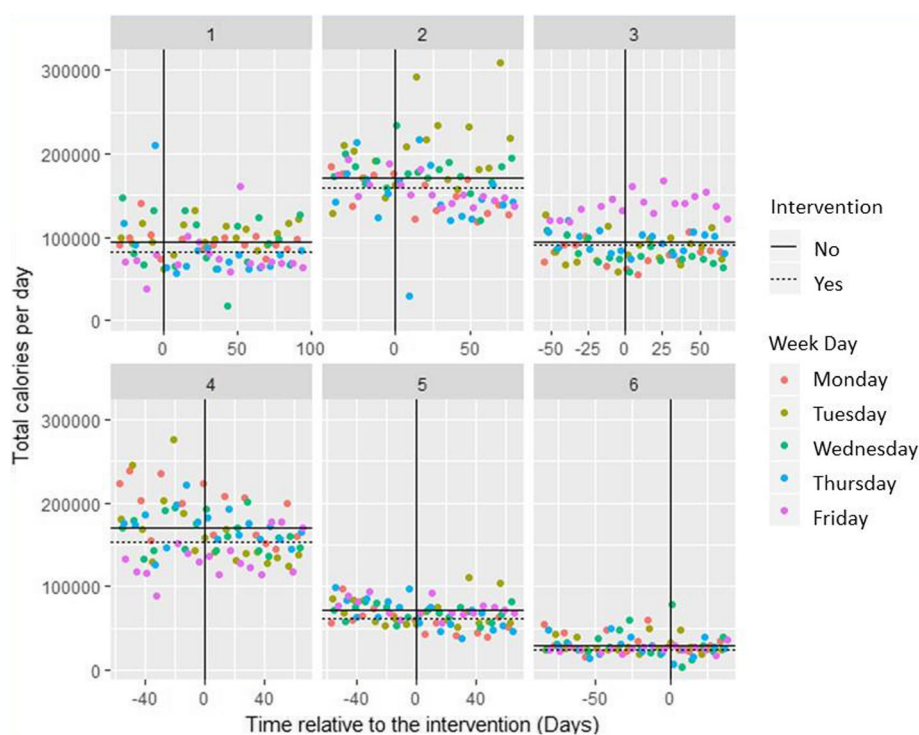 1 2 3
300000
200000
100000
0
0 50 100 0 50 -50 -25 0 25 50
4 5 6
300000
200000
100000
0
-40 0 40 -40 0 40 -50 0
Total calories per day
Time relative to the intervention (Days)
Intervention
No
Yes
Week Day
Monday
Tuesday
Wednesday
Thursday
Friday